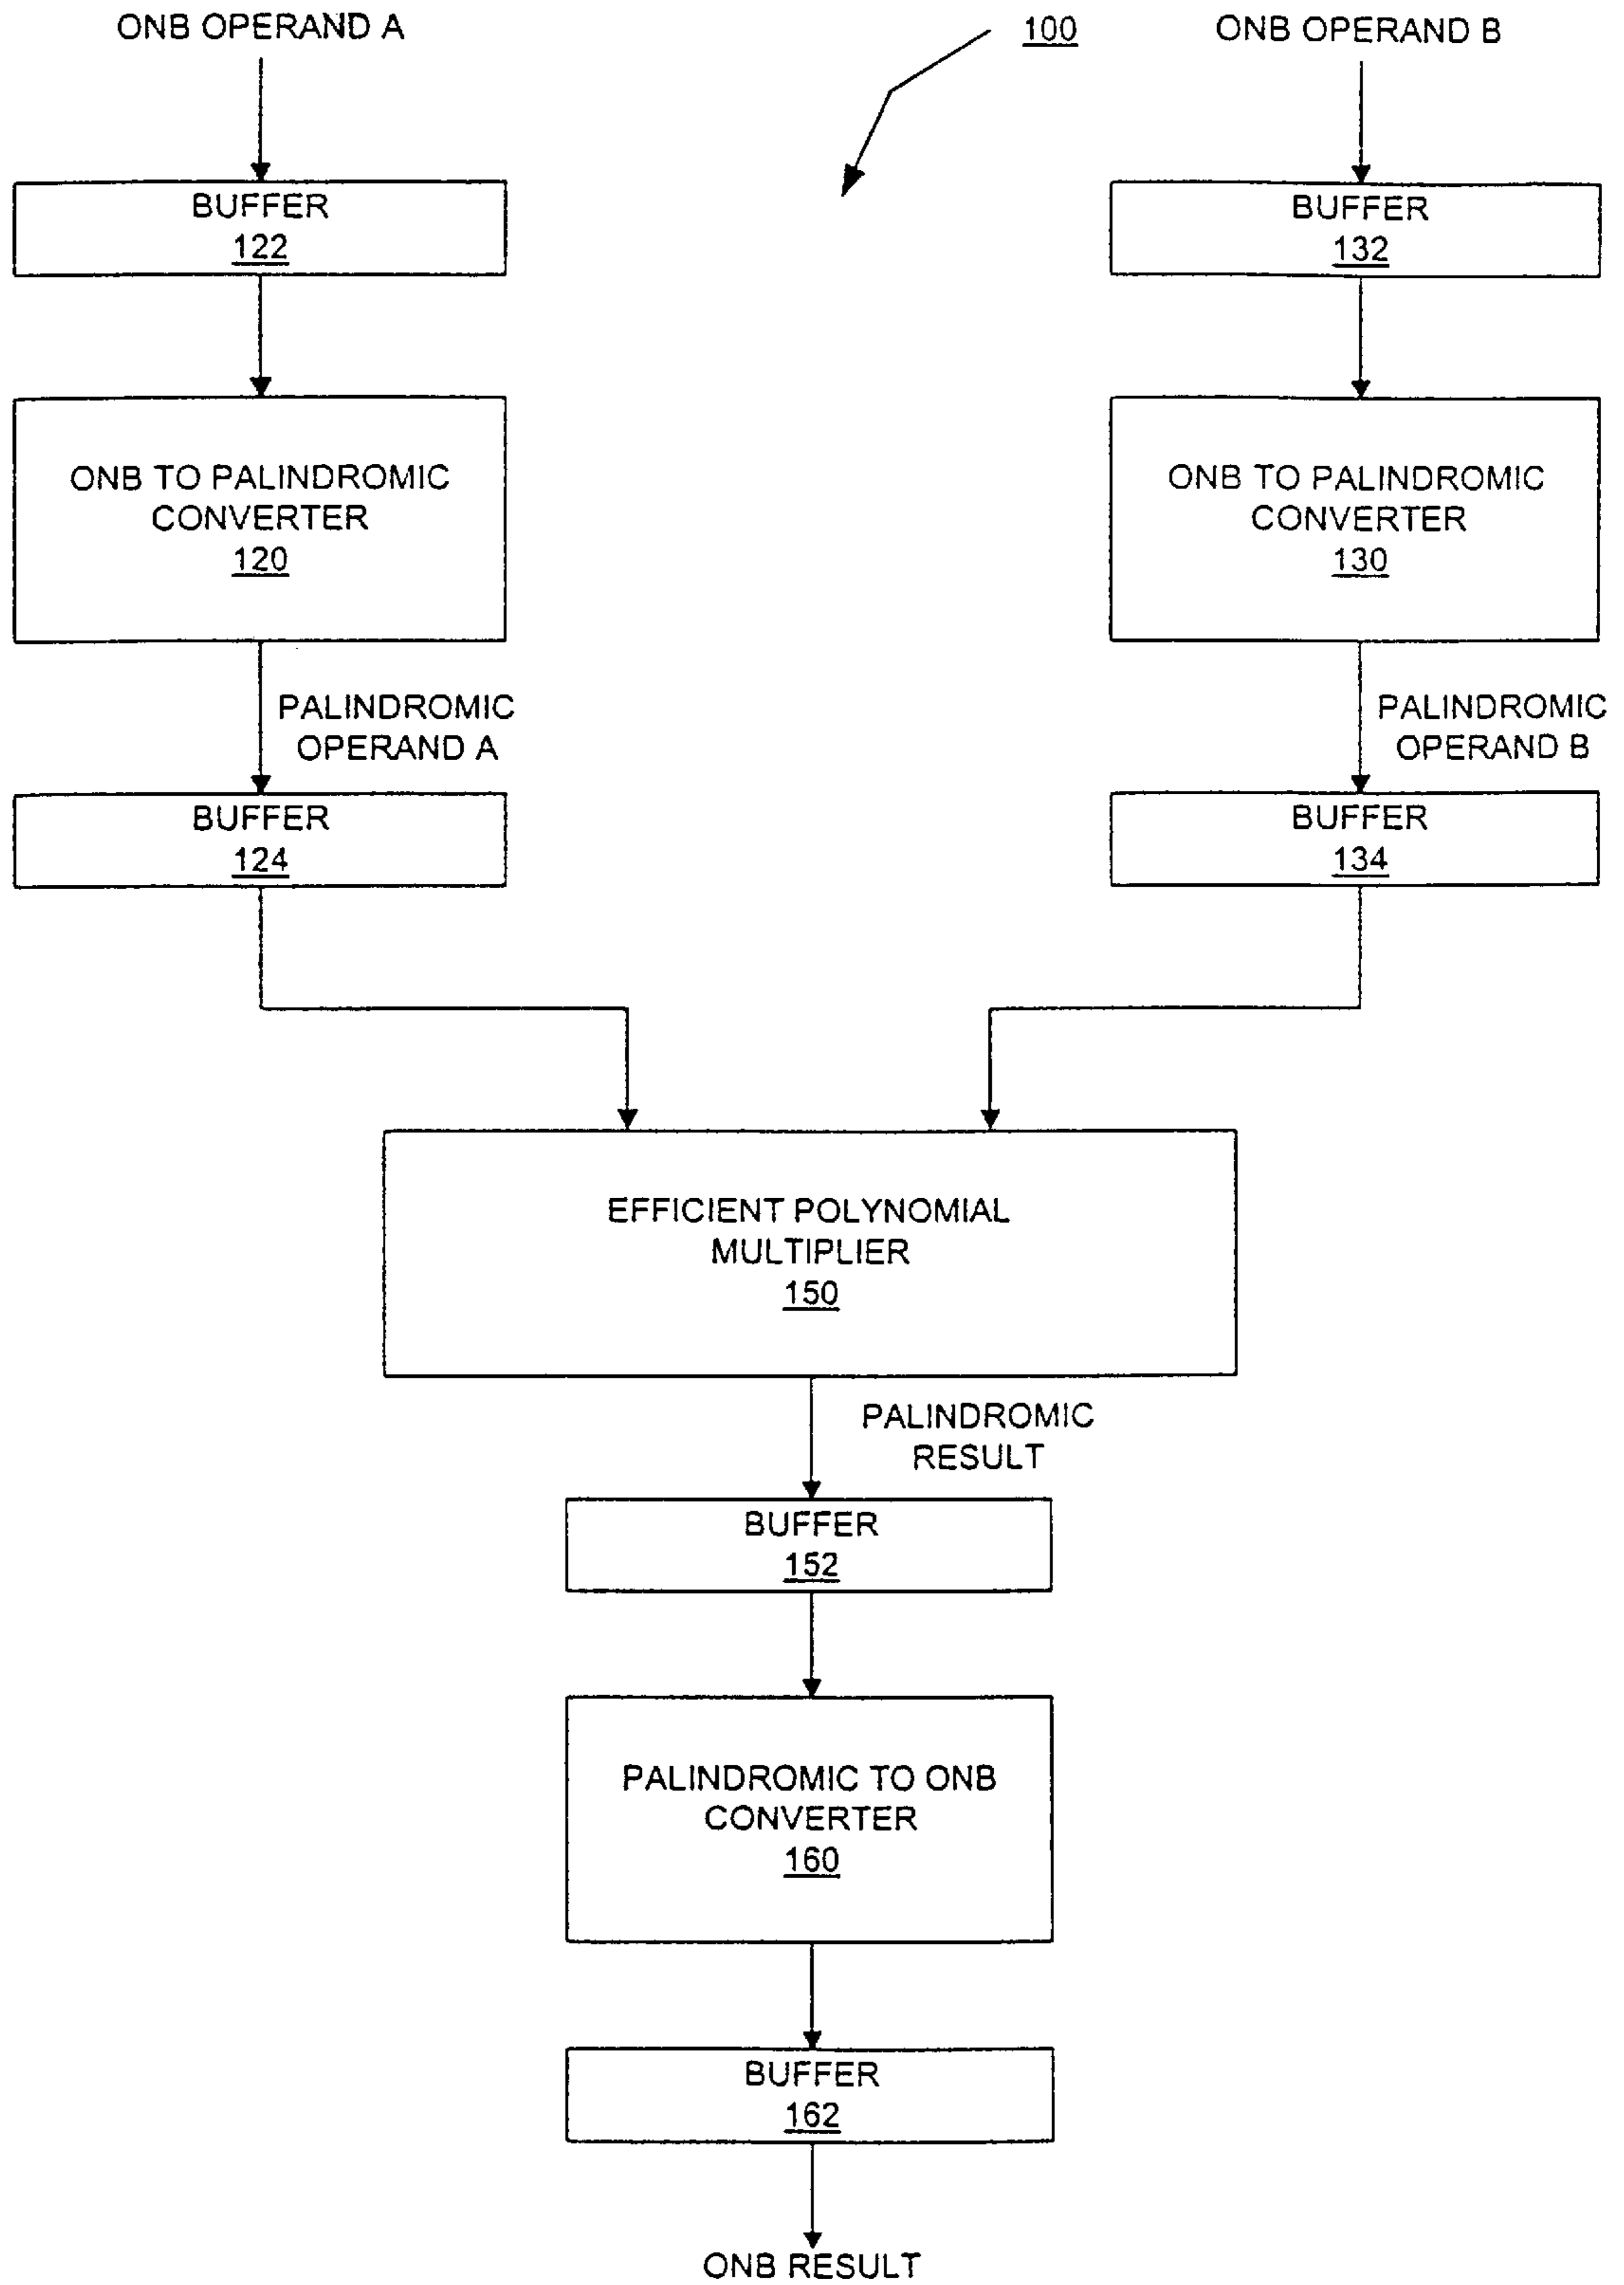 ONB OPERAND A
100
ONB OPERAND B
BUFFER
122
BUFFER
132
ONB TO PALINDROMIC
CONVERTER
120
ONB TO PALINDROMIC
CONVERTER
130
PALINDROMIC
OPERAND A
PALINDROMIC
OPERAND B
BUFFER
124
BUFFER
134
EFFICIENT POLYNOMIAL
MULTIPLIER
150
PALINDROMIC
RESULT
BUFFER
152
PALINDROMIC TO ONB
CONVERTER
160
BUFFER
162
ONB RESULT